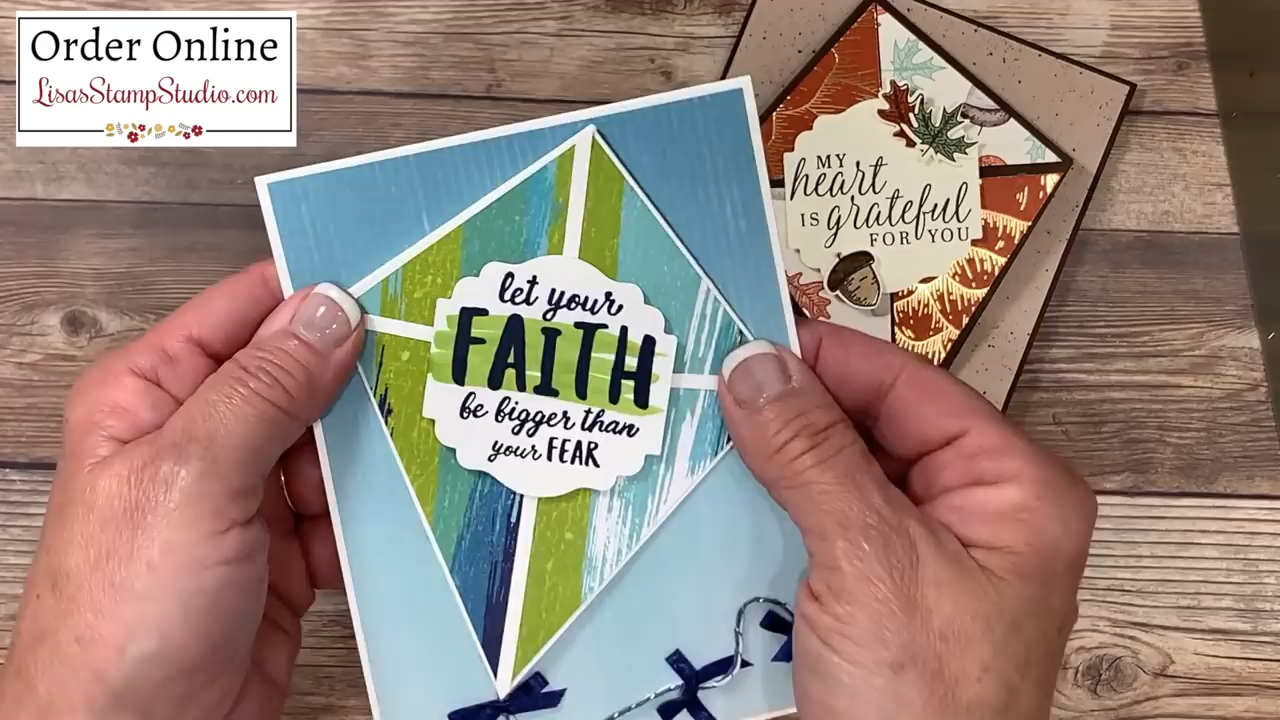 Order Online
LisasStampStudio.com
let your
FAITH
be bigger than
your FEAR
MY
heart
IS grateful
FOR YOU